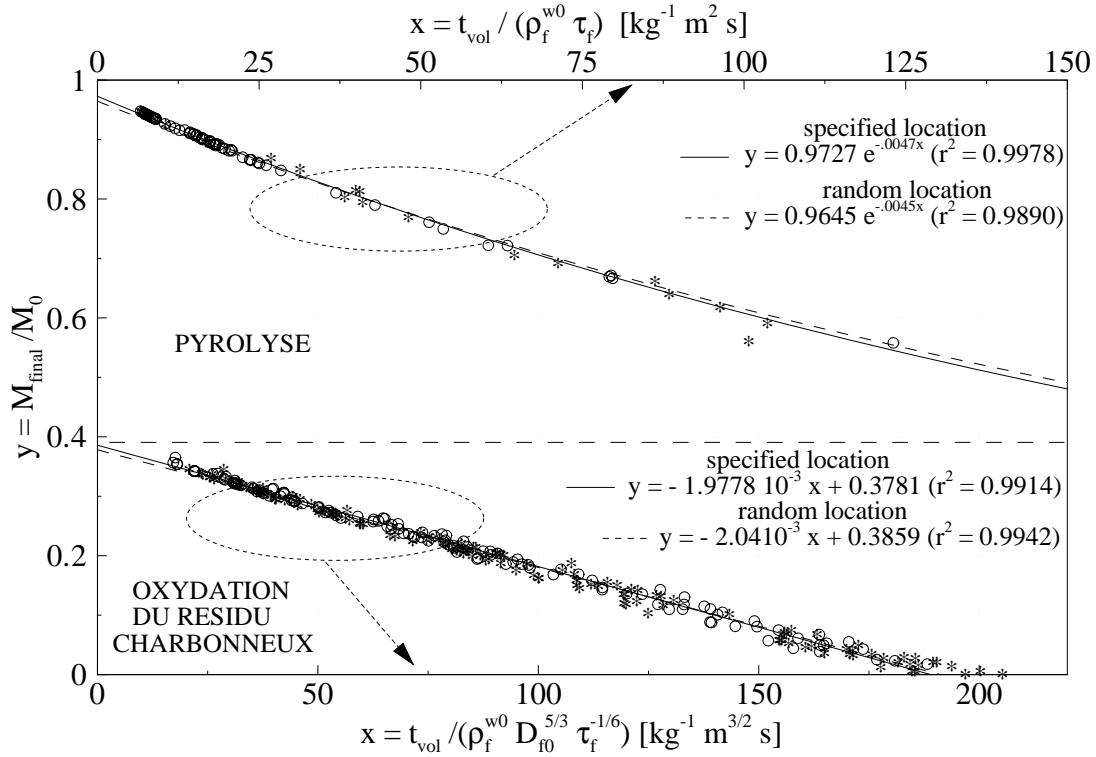 x = t_vol / (ρ_f^w0 τ_f)  [kg^-1 m^2 s]
0 25 50 75 100 125 150
1
0.8
0.6
0.4
0.2
0
y = M_final /M_0
specified location
y = 0.9727 e^-.0047x (r^2 = 0.9978)
random location
y = 0.9645 e^-.0045x (r^2 = 0.9890)
PYROLYSE
specified location
y = - 1.9778 10^-3 x + 0.3781 (r^2 = 0.9914)
random location
y = - 2.0410^-3 x + 0.3859 (r^2 = 0.9942)
OXYDATION
DU RESIDU
CHARBONNEUX
0 50 100 150 200
x = t_vol /(ρ_f^w0 D_f0^5/3 τ_f^-1/6) [kg^-1 m^3/2 s]